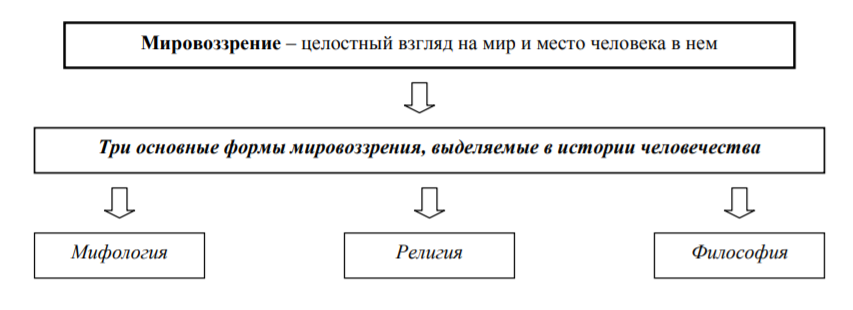 Мировоззрение – целостный взгляд на мир и место человека в нем
Три основные формы мировоззрения, выделяемые в истории человечества
Мифология
Религия
Философия